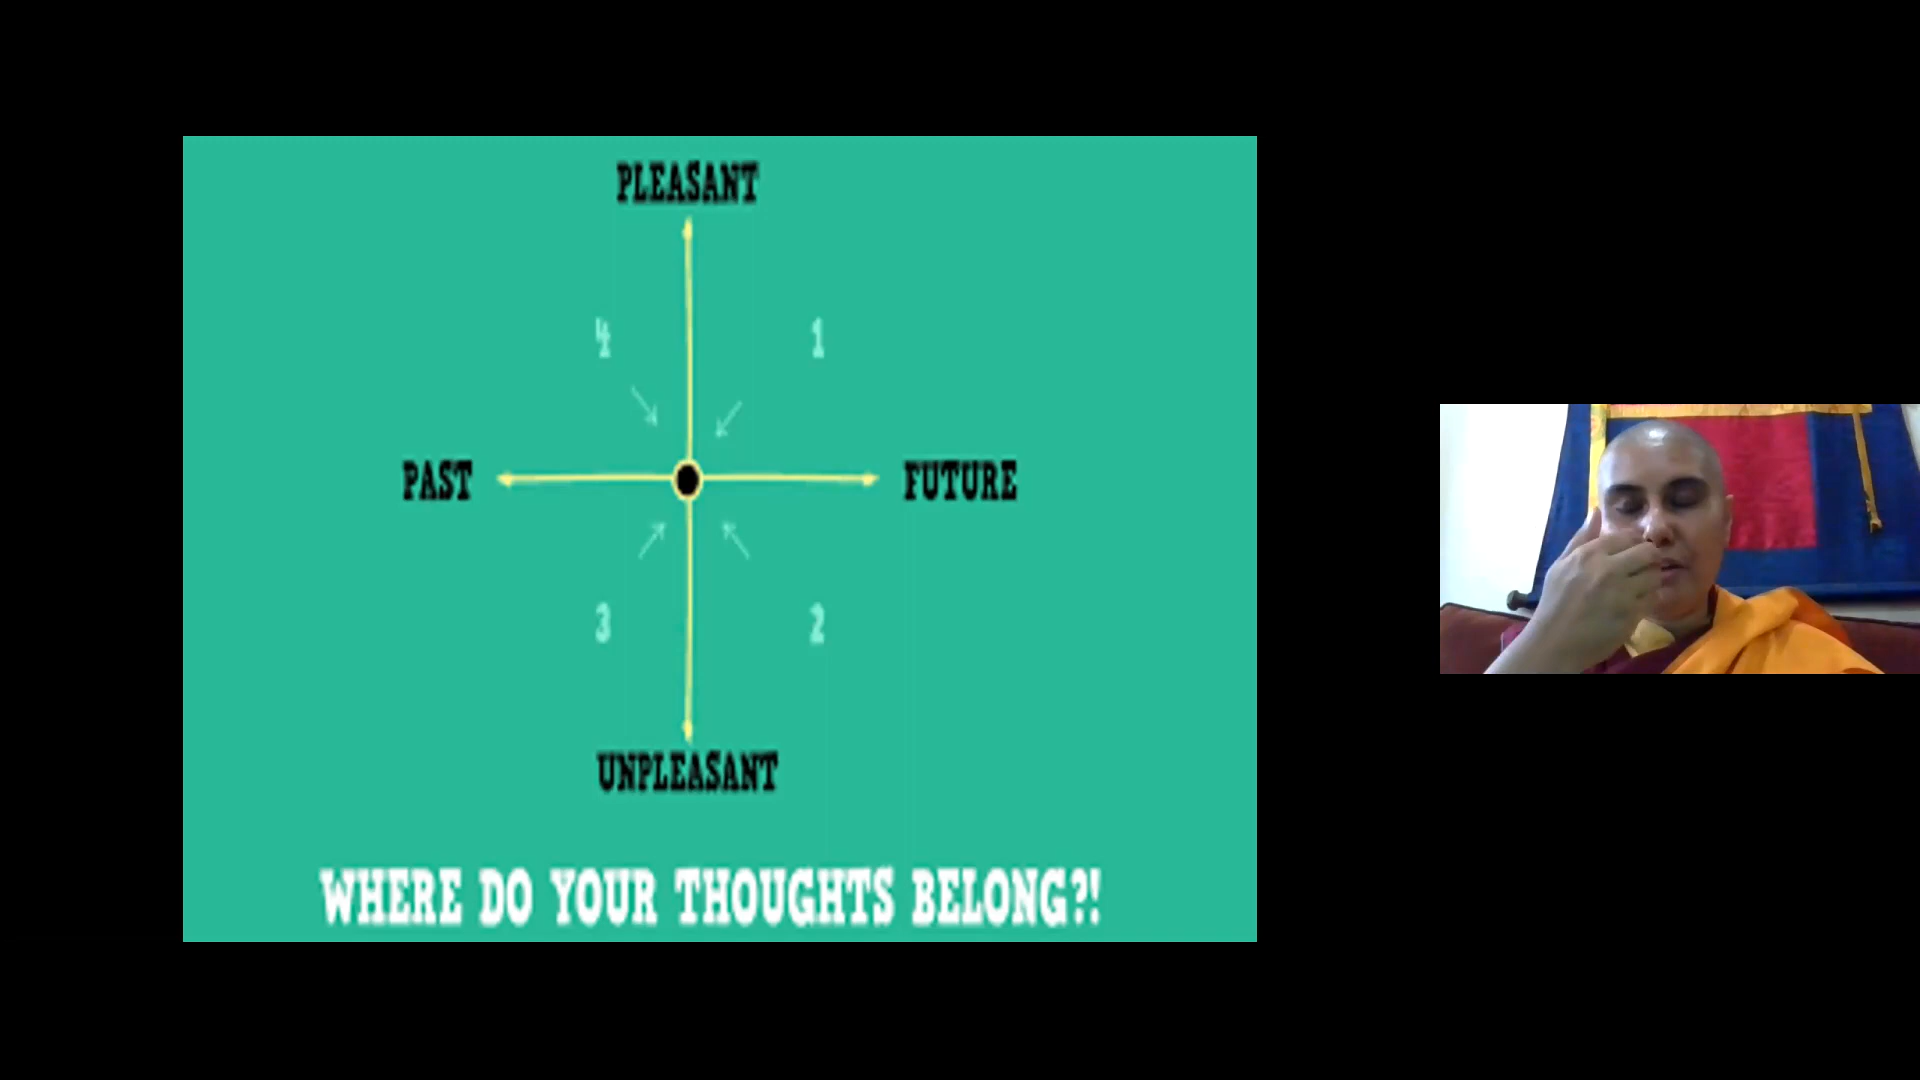 PLEASANT
4 1
PAST FUTURE
3 2
UNPLEASANT
WHERE DO YOUR THOUGHTS BELONG?!